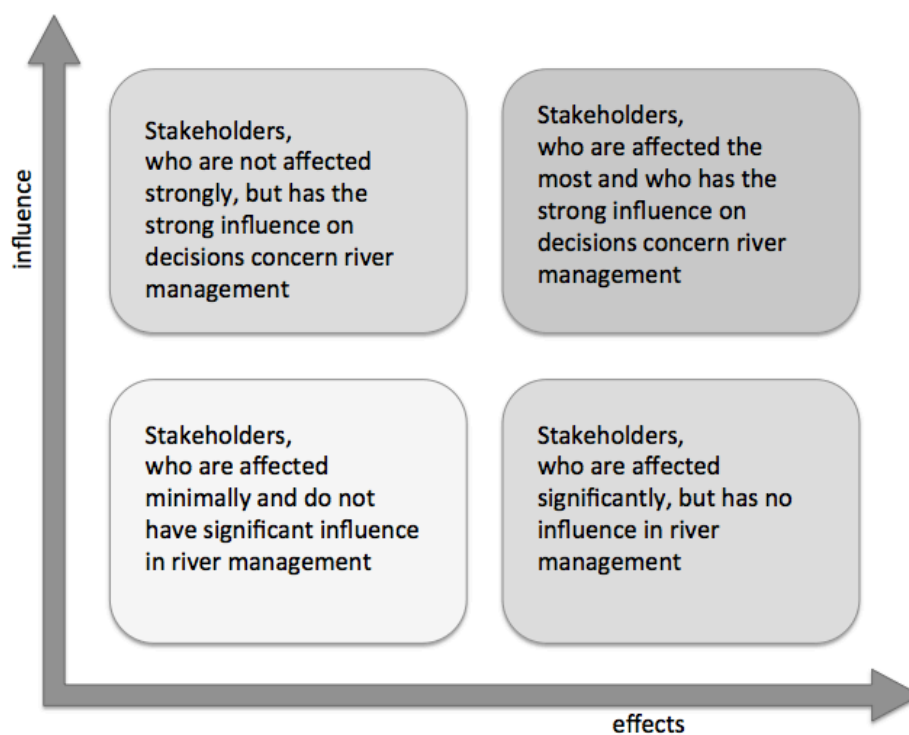 influence
Stakeholders,
who are not affected
strongly, but has the
strong influence on
decisions concern river
management
Stakeholders,
who are affected the
most and who has the
strong influence on
decisions concern river
management
Stakeholders,
who are affected
minimally and do not
have significant influence
in river management
Stakeholders,
who are affected
significantly, but has no
influence in river
management
effects